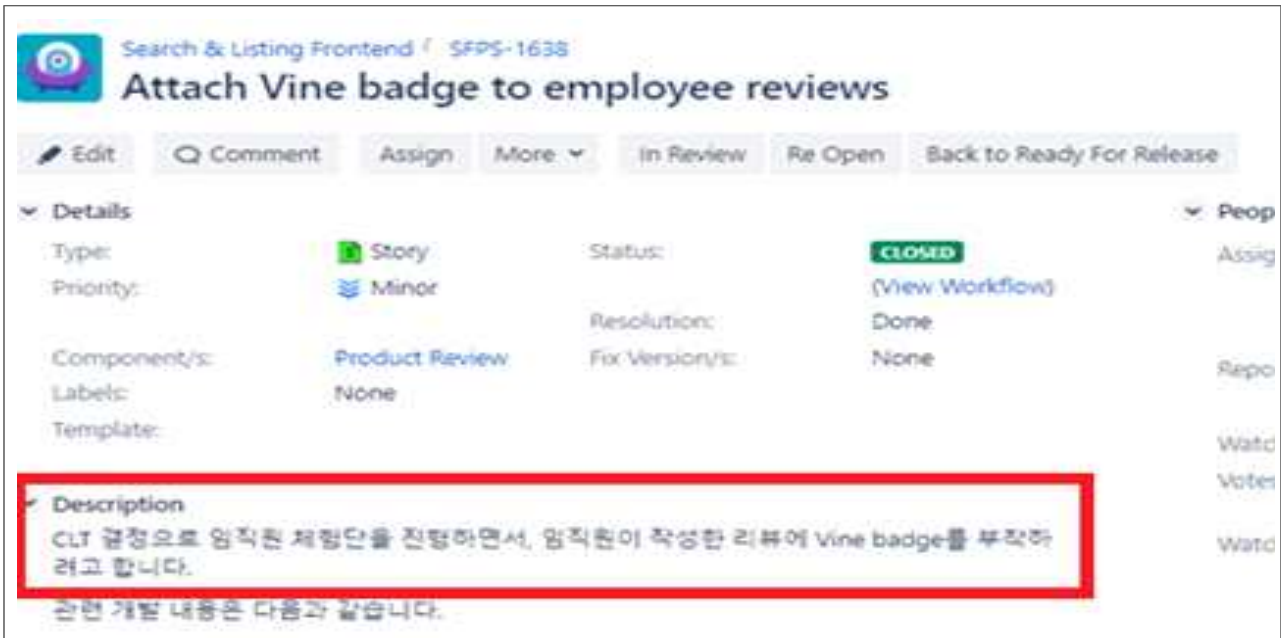 Search & Listing Frontend / SFPS-1638
Attach Vine badge to employee reviews
Edit Comment Assign More In Review Re Open Back to Ready For Release
Details Peop
Type: Story Status: CLOSED Assig
Priority: Minor (View Workflow)
Resolution: Done
Component/s: Product Review Fix Version/s: None Repo
Labels: None
Template:
Watc
Votes
Description
CLT 결정으로 임직원 체험단을 진행하면서, 임직원이 작성한 리뷰에 Vine badge를 부착하
려고 합니다. Watc
관련 개발 내용은 다음과 같습니다.